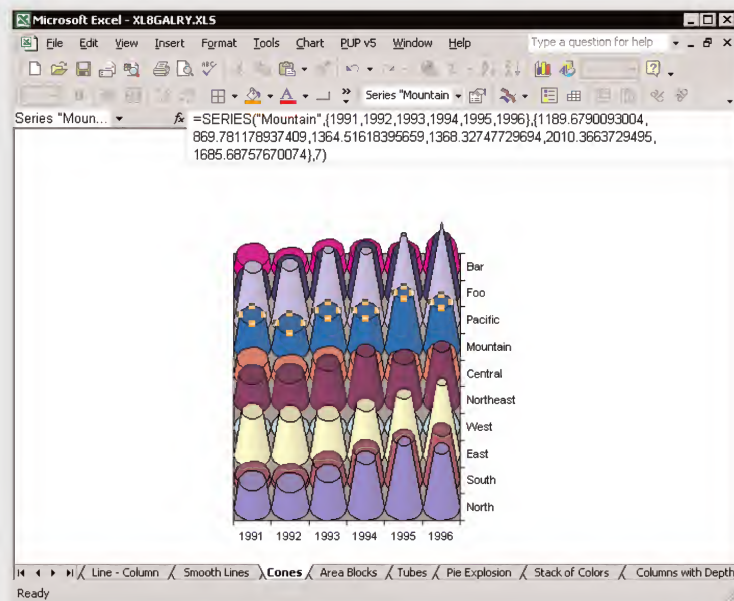 Microsoft Excel - XL8GALRY.XLS
File Edit View Insert Format Tools Chart PUP v5 Window Help Type a question for help
Series "Mountain
Series "Moun... fx =SERIES("Mountain",{1991,1992,1993,1994,1995,1996},{1189.6790093004,
869.781178937409,1364.51618395659,1368.32747729694,2010.3663729495,
1685.68757670074},7)
Bar
Foo
Pacific
Mountain
Central
Northeast
West
East
South
North
1991 1992 1993 1994 1995 1996
Line - Column Smooth Lines Cones Area Blocks Tubes Pie Explosion Stack of Colors Columns with Depth
Ready